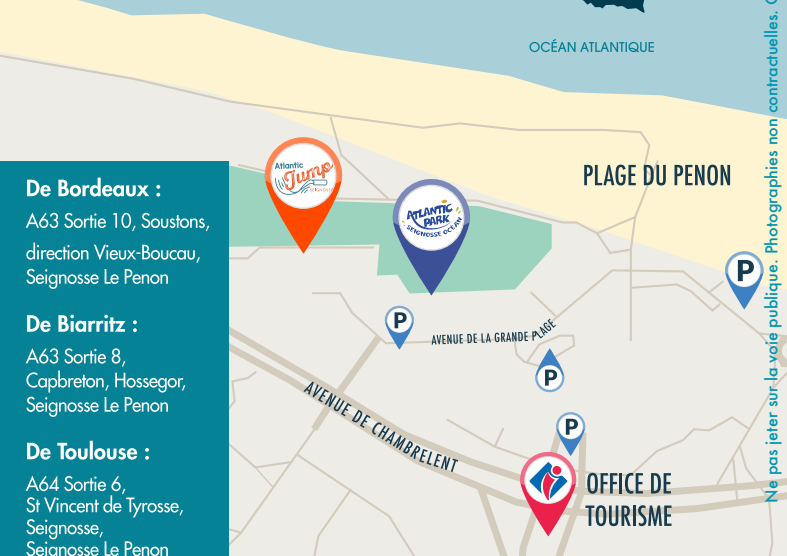 OCÉAN ATLANTIQUE
PLAGE DU PENON
Atlantic
Jump
SEIGNOSSE
ATLANTIC
PARK
SEIGNOSSE OCÉAN
De Bordeaux :
A63 Sortie 10, Soustons,
direction Vieux-Boucau,
Seignosse Le Penon
De Biarritz :
A63 Sortie 8,
Capbreton, Hossegor,
Seignosse Le Penon
De Toulouse :
A64 Sortie 6,
St Vincent de Tyrosse,
Seignosse,
Seignosse Le Penon
P
P
AVENUE DE LA GRANDE PLAGE
P
P
AVENUE DE CHAMBRELENT
OFFICE DE
TOURISME
Ne pas jeter sur la voie publique. Photographies non contractuelles.